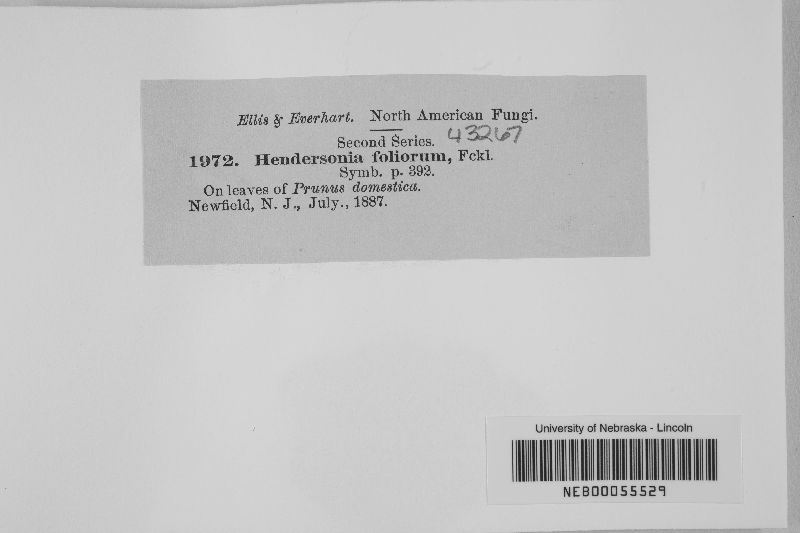 Ellis & Everhart. North American Fungi.
Second Series. 43267
1972. Hendersonia foliorum, Fckl.
Symb. p. 392.
On leaves of Prunus domestica.
Newfield, N. J., July., 1887.
University of Nebraska - Lincoln
NEB00055529